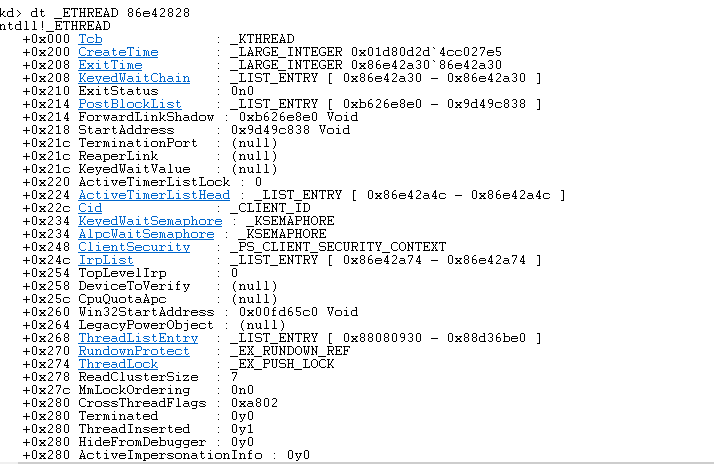 kd> dt _ETHREAD 86e42828
ntdll!_ETHREAD
+0x000 Tcb : _KTHREAD
+0x200 CreateTime : _LARGE_INTEGER 0x01d80d2d`4cc027e5
+0x208 ExitTime : _LARGE_INTEGER 0x86e42a30`86e42a30
+0x208 KeyedWaitChain : _LIST_ENTRY [ 0x86e42a30 - 0x86e42a30 ]
+0x210 ExitStatus : 0n0
+0x214 PostBlockList : _LIST_ENTRY [ 0xb626e8e0 - 0x9d49c838 ]
+0x214 ForwardLinkShadow : 0xb626e8e0 Void
+0x218 StartAddress : 0x9d49c838 Void
+0x21c TerminationPort : (null)
+0x21c ReaperLink : (null)
+0x21c KeyedWaitValue : (null)
+0x220 ActiveTimerListLock : 0
+0x224 ActiveTimerListHead : _LIST_ENTRY [ 0x86e42a4c - 0x86e42a4c ]
+0x22c Cid : _CLIENT_ID
+0x234 KeyedWaitSemaphore : _KSEMAPHORE
+0x234 AlpcWaitSemaphore : _KSEMAPHORE
+0x248 ClientSecurity : _PS_CLIENT_SECURITY_CONTEXT
+0x24c IrpList : _LIST_ENTRY [ 0x86e42a74 - 0x86e42a74 ]
+0x254 TopLevelIrp : 0
+0x258 DeviceToVerify : (null)
+0x25c CpuQuotaApc : (null)
+0x260 Win32StartAddress : 0x00fd65c0 Void
+0x264 LegacyPowerObject : (null)
+0x268 ThreadListEntry : _LIST_ENTRY [ 0x88080930 - 0x88d36be0 ]
+0x270 RundownProtect : _EX_RUNDOWN_REF
+0x274 ThreadLock : _EX_PUSH_LOCK
+0x278 ReadClusterSize : 7
+0x27c MmLockOrdering : 0n0
+0x280 CrossThreadFlags : 0xa802
+0x280 Terminated : 0y0
+0x280 ThreadInserted : 0y1
+0x280 HideFromDebugger : 0y0
+0x280 ActiveImpersonationInfo : 0y0